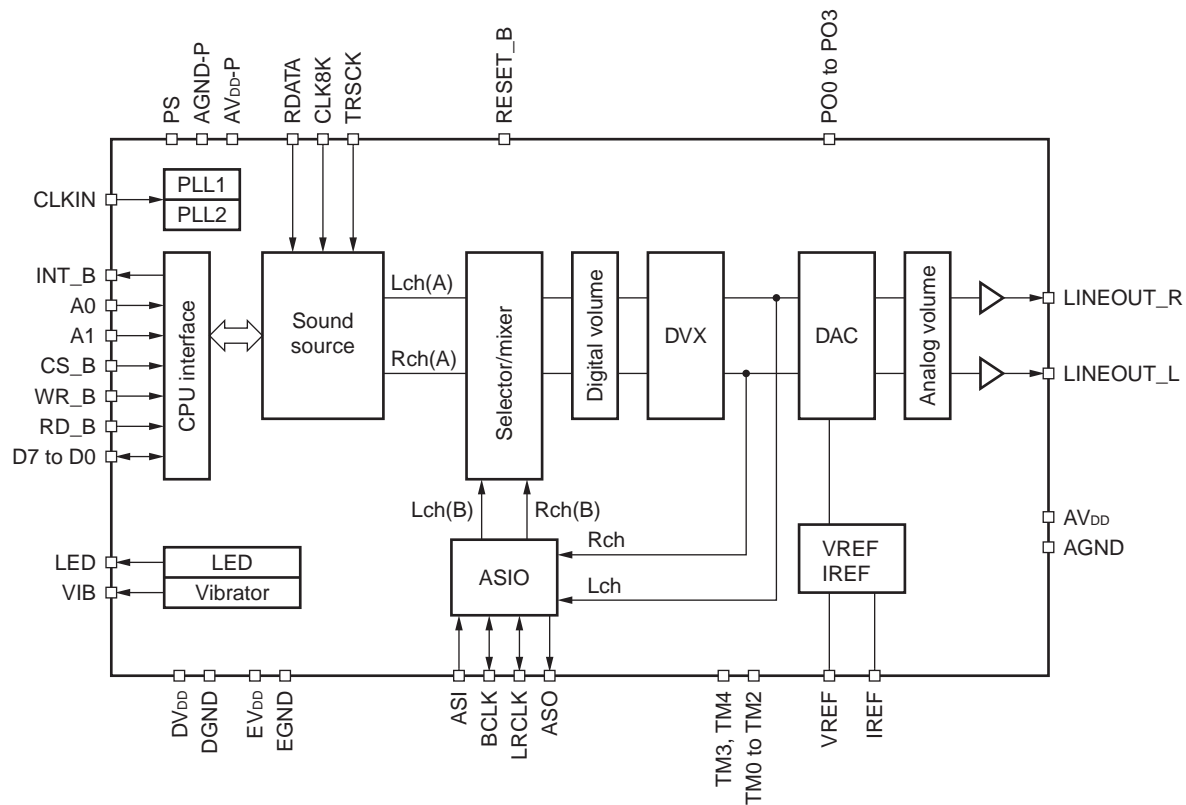 PS
AGND-P
AVDD-P
RDATA
CLK8K
TRSCK
RESET_B
PO0 to PO3
CLKIN
PLL1
PLL2
INT_B
A0
A1
CS_B
WR_B
RD_B
D7 to D0
CPU interface
Sound
source
Lch(A)
Rch(A)
Selector/mixer
Digital volume
DVX
DAC
Analog volume
LINEOUT_R
LINEOUT_L
Lch(B)
Rch(B)
ASIO
Rch
Lch
VREF
IREF
AVDD
AGND
LED
VIB
LED
Vibrator
DVDD
DGND
EVDD
EGND
ASI
BCLK
LRCLK
ASO
TM3, TM4
TM0 to TM2
VREF
IREF